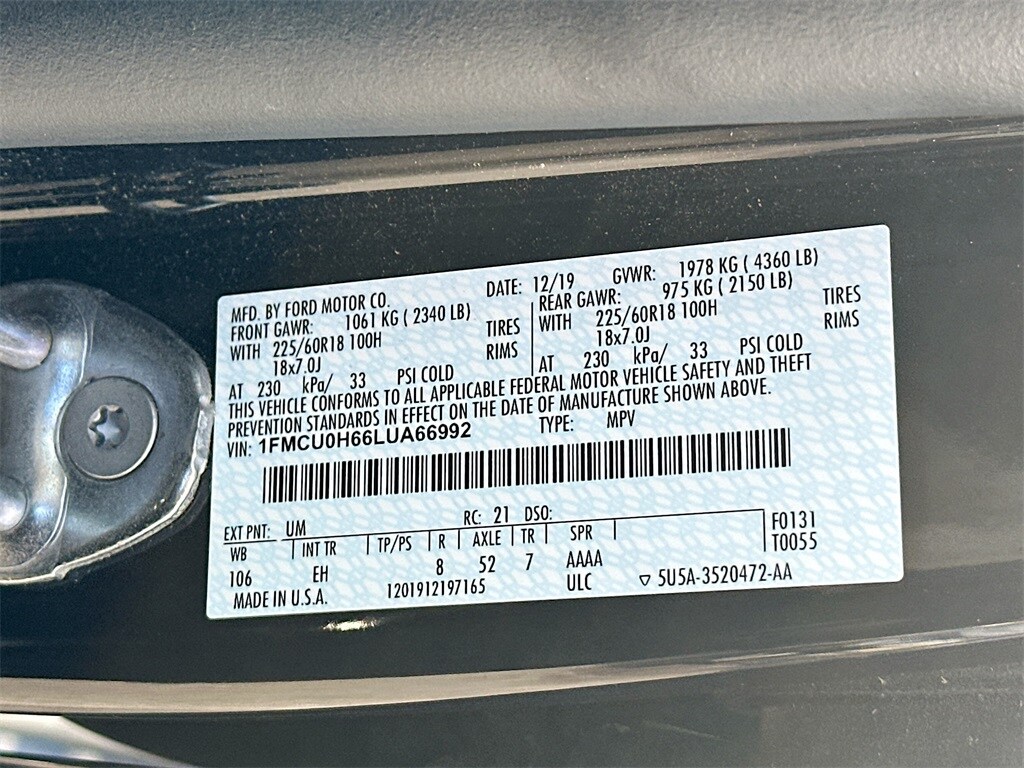 MFD. BY FORD MOTOR CO. DATE: 12/19 GVWR: 1978 KG ( 4360 LB)
FRONT GAWR: 1061 KG ( 2340 LB) REAR GAWR: 975 KG ( 2150 LB)
WITH 225/60R18 100H TIRES WITH 225/60R18 100H TIRES
18x7.0J RIMS 18x7.0J RIMS
AT 230 kPa/ 33 PSI COLD AT 230 kPa/ 33 PSI COLD
THIS VEHICLE CONFORMS TO ALL APPLICABLE FEDERAL MOTOR VEHICLE SAFETY AND THEFT
PREVENTION STANDARDS IN EFFECT ON THE DATE OF MANUFACTURE SHOWN ABOVE.
VIN: 1FMCU0H66LUA66992 TYPE: MPV
EXT PNT: UM RC: 21 DSO: F0131
WB INT TR TP/PS R AXLE TR SPR T0055
106 EH 8 52 7 AAAA
MADE IN U.S.A. 1201912197165 ULC ▽ 5U5A-3520472-AA